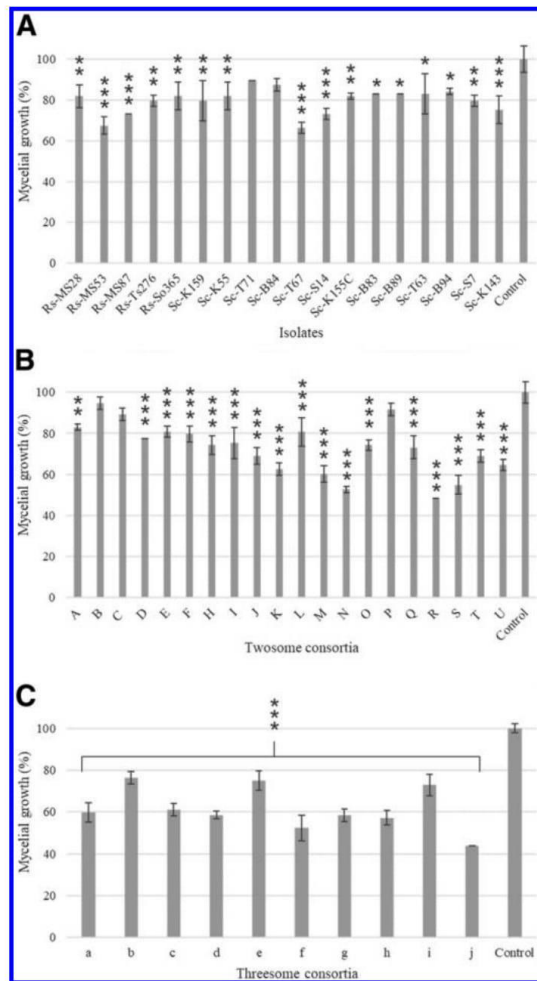 A
Mycelial growth (%)
100
80
60
40
20
0
** *** *** ** ** ** ** *** *** ** * * * * ** ***
Rs-MS28 Rs-MS53 Rs-MS87 Rs-Ts276 Rs-So365 Sc-K159 Sc-K55 Sc-T71 Sc-B84 Sc-T67 Sc-S14 Sc-K155C Sc-B83 Sc-B89 Sc-T63 Sc-B94 Sc-S7 Sc-K143 Control
Isolates
B
Mycelial growth (%)
100
80
60
40
20
0
** *** *** *** *** *** *** *** *** *** *** *** *** *** *** *** ***
A B C D E F H I J K L M N O P Q R S T U Control
Twosome consortia
C
Mycelial growth (%)
100
80
60
40
20
0
***
a b c d e f g h i j Control
Threesome consortia